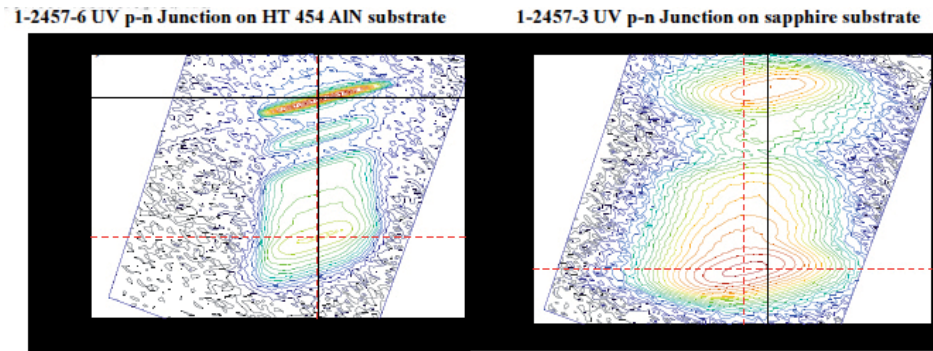 1-2457-6 UV p-n Junction on HT 454 AlN substrate
1-2457-3 UV p-n Junction on sapphire substrate